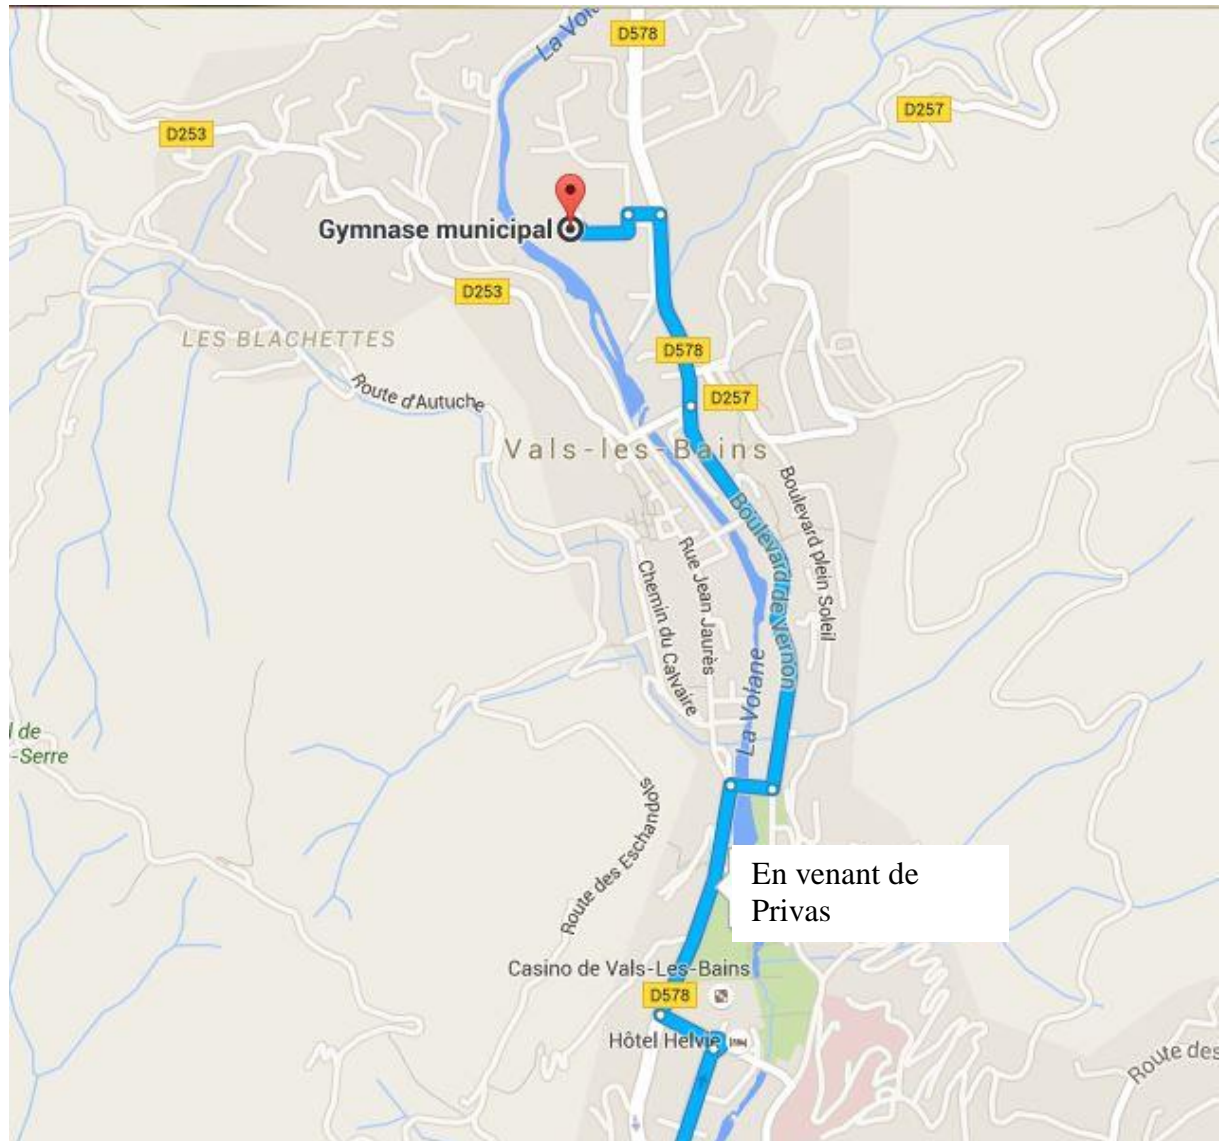 La Vola
D578
D257
D253
Gymnase municipal
D253
LES BLACHETTES
D578
Route d'Autuche
D257
Vals-les-Bains
Boulevard plein Soleil
Boulevard de Vernon
Rue Jean Jaurès
Chemin du Calvaire
La Volane
l de
-Serre
Route des Eschandols
En venant de
Privas
Casino de Vals-Les-Bains
D578
Hôtel Helvie
Route des